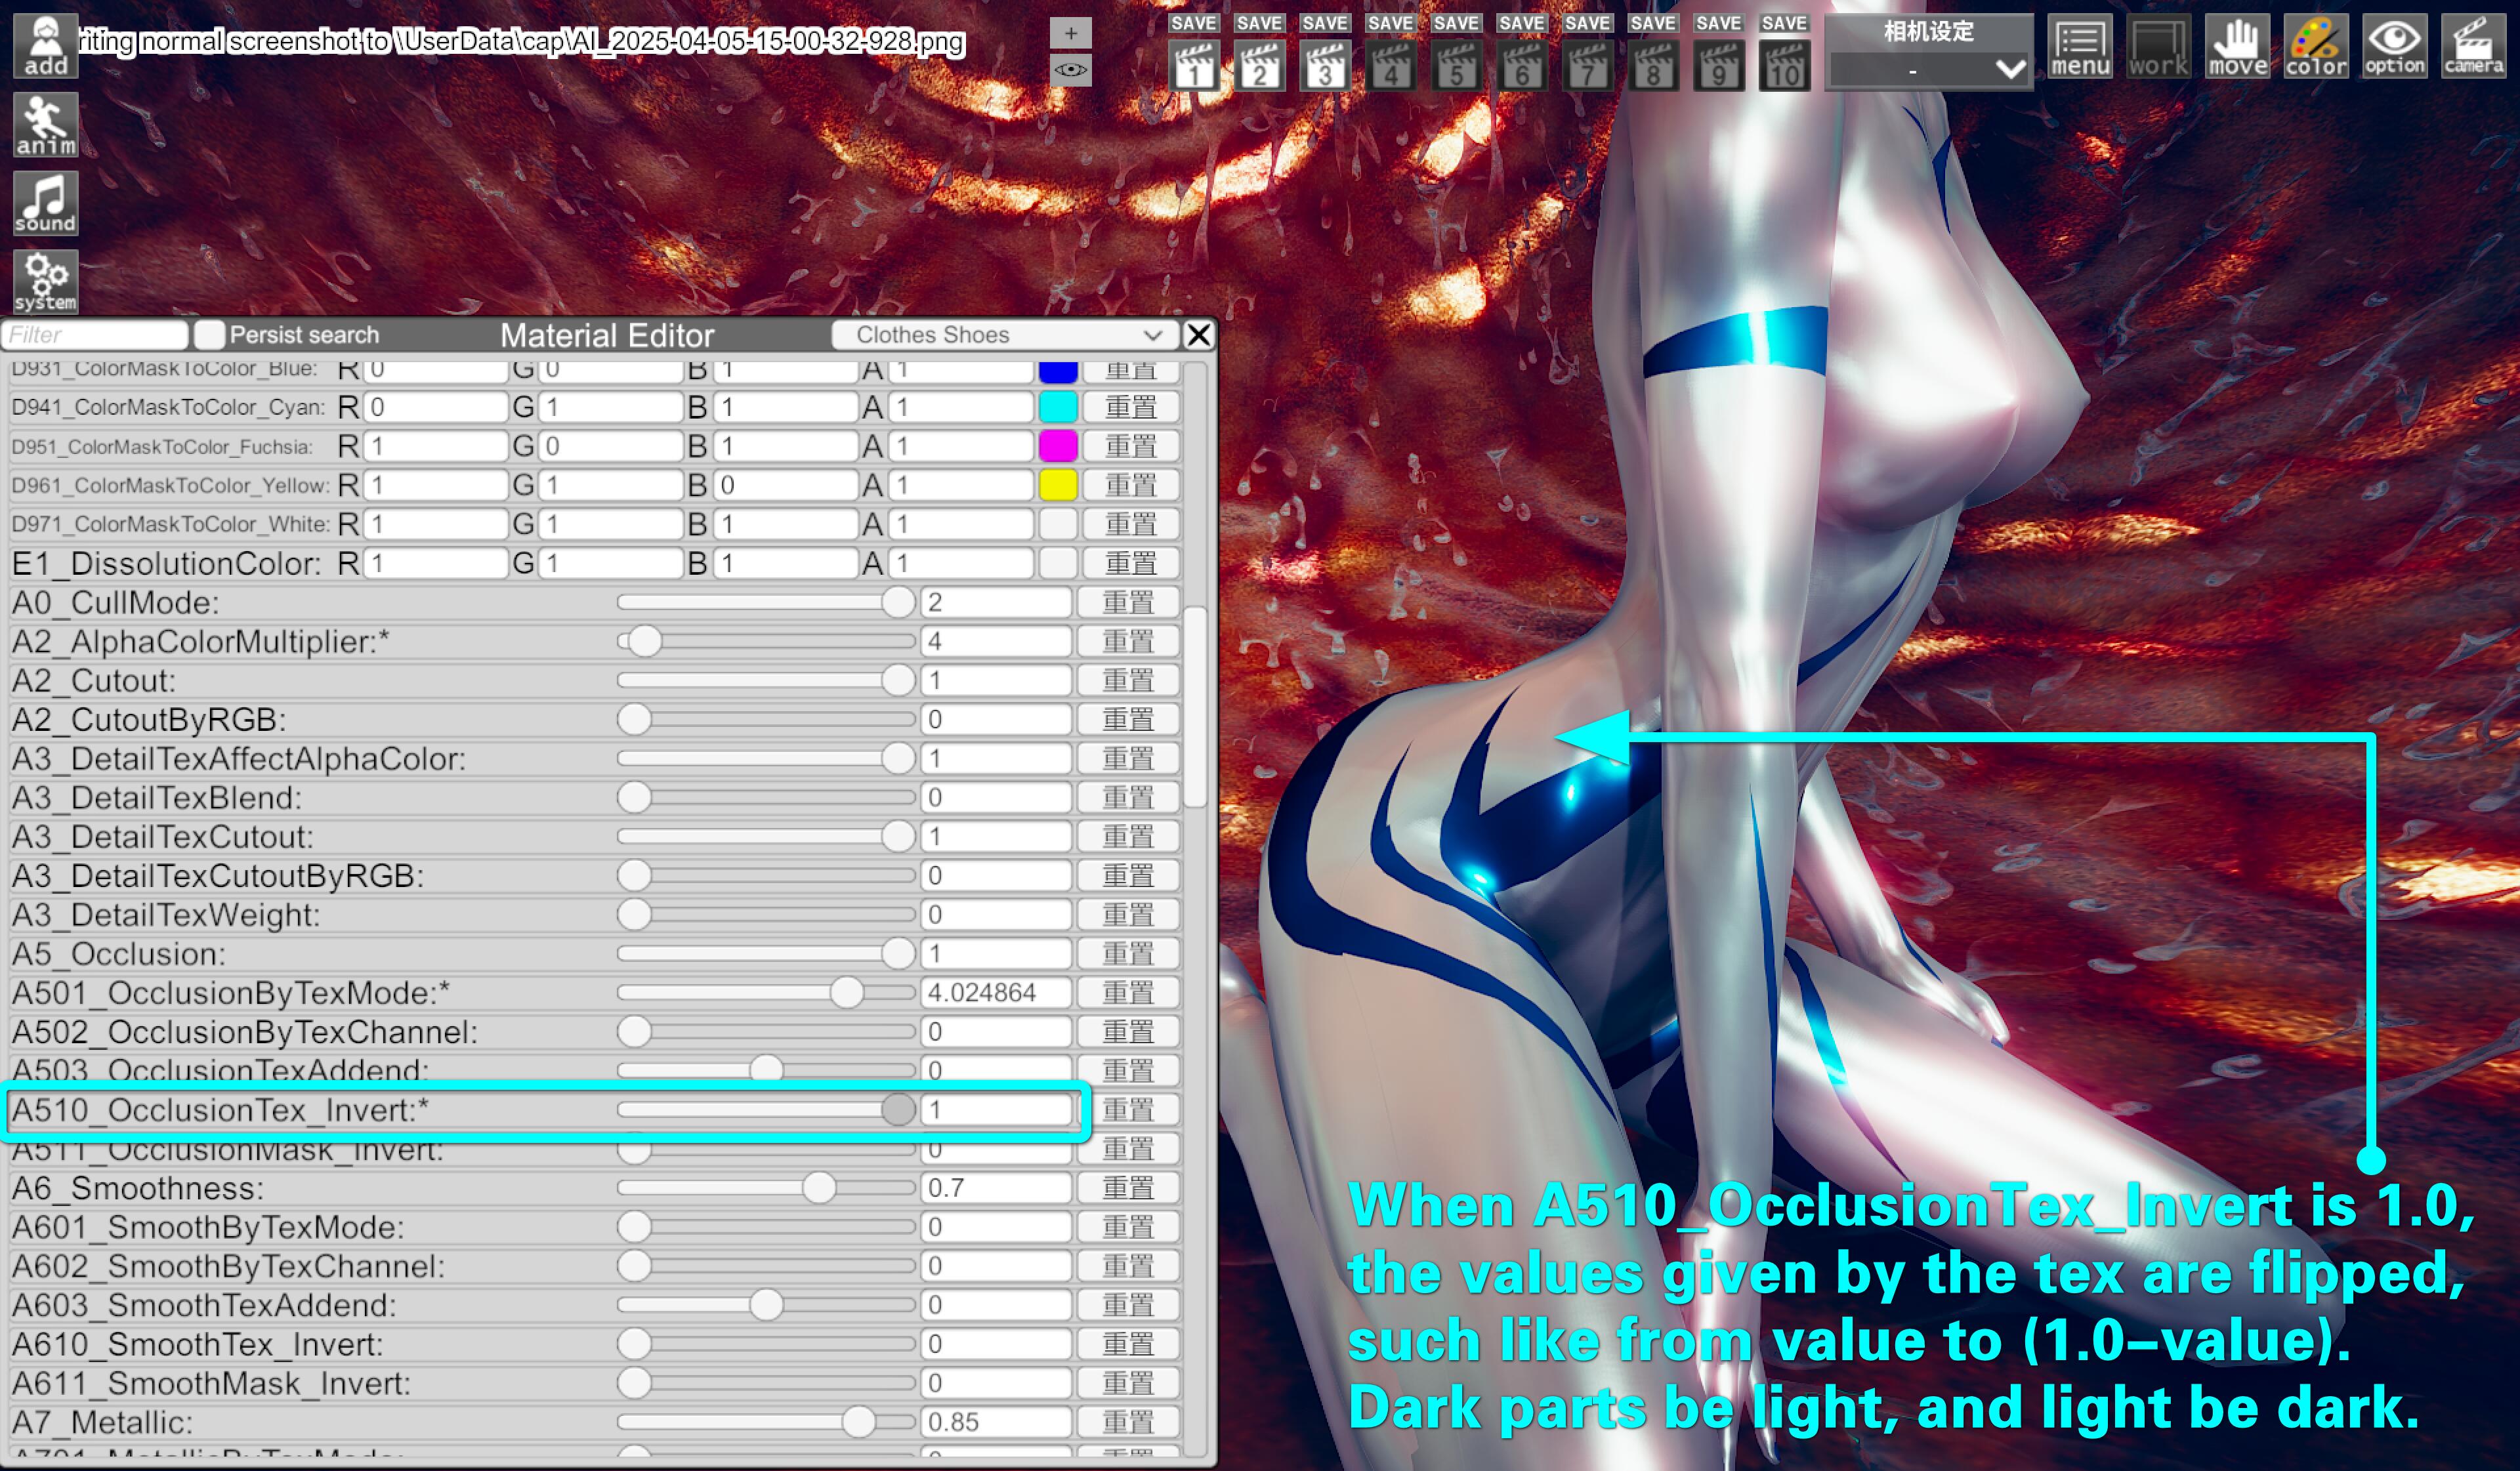 add
riting normal screenshot to \UserData\cap\AI_2025-04-05-15-00-32-928.png
+
SAVE SAVE SAVE SAVE SAVE SAVE SAVE SAVE SAVE SAVE
1 2 3 4 5 6 7 8 9 10
相机设定
-
menu work move color option camera
anim
sound
system
Filter Persist search Material Editor Clothes Shoes
D931_ColorMaskToColor_Blue: R 0 G 0 B 1 A 1 重置
D941_ColorMaskToColor_Cyan: R 0 G 1 B 1 A 1 重置
D951_ColorMaskToColor_Fuchsia: R 1 G 0 B 1 A 1 重置
D961_ColorMaskToColor_Yellow: R 1 G 1 B 0 A 1 重置
D971_ColorMaskToColor_White: R 1 G 1 B 1 A 1 重置
E1_DissolutionColor: R 1 G 1 B 1 A 1 重置
A0_CullMode: 2 重置
A2_AlphaColorMultiplier:* 4 重置
A2_Cutout: 1 重置
A2_CutoutByRGB: 0 重置
A3_DetailTexAffectAlphaColor: 1 重置
A3_DetailTexBlend: 0 重置
A3_DetailTexCutout: 1 重置
A3_DetailTexCutoutByRGB: 0 重置
A3_DetailTexWeight: 0 重置
A5_Occlusion: 1 重置
A501_OcclusionByTexMode:* 4.024864 重置
A502_OcclusionByTexChannel: 0 重置
A503_OcclusionTexAddend: 0 重置
A510_OcclusionTex_Invert:* 1 重置
A511_OcclusionMask_Invert: 0 重置
A6_Smoothness: 0.7 重置
A601_SmoothByTexMode: 0 重置
A602_SmoothByTexChannel: 0 重置
A603_SmoothTexAddend: 0 重置
A610_SmoothTex_Invert: 0 重置
A611_SmoothMask_Invert: 0 重置
A7_Metallic: 0.85 重置
A701_MetallicByTexMode:
When A510_OcclusionTex_Invert is 1.0,
the values given by the tex are flipped,
such like from value to (1.0–value).
Dark parts be light, and light be dark.